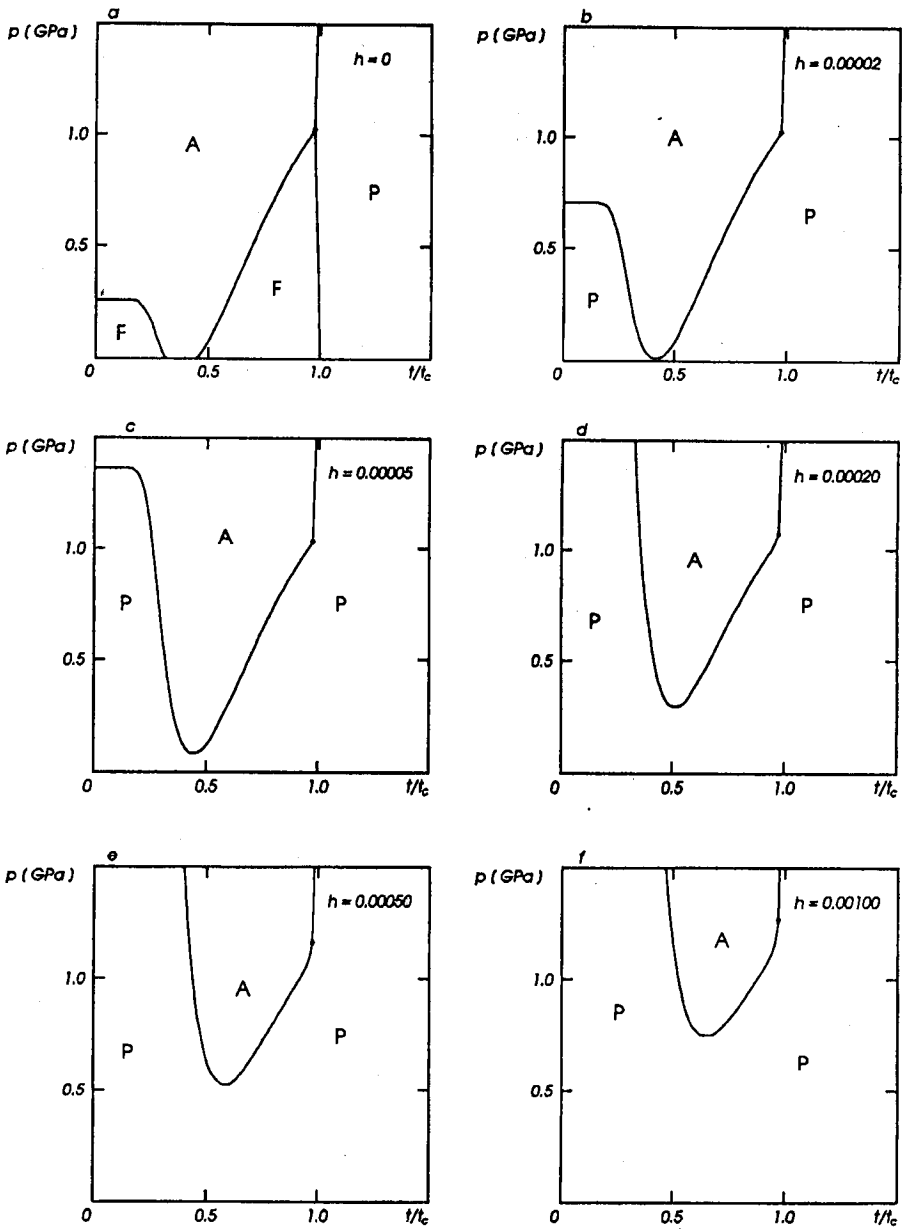 a
p (GPa)
h = 0
1.0
A
P
0.5
F
F
0
0.5
1.0
t/tc
b
p (GPa)
h = 0.00002
1.0
A
P
0.5
P
0
0.5
1.0
t/tc
c
p (GPa)
h = 0.00005
A
1.0
P
P
0.5
0
0.5
1.0
t/tc
d
p (GPa)
h = 0.00020
1.0
A
P
P
0.5
0
0.5
1.0
t/tc
e
p (GPa)
h = 0.00050
1.0
A
P
P
0.5
0
0.5
1.0
t/tc
f
p (GPa)
h = 0.00100
A
1.0
P
P
0.5
0
0.5
1.0
t/tc